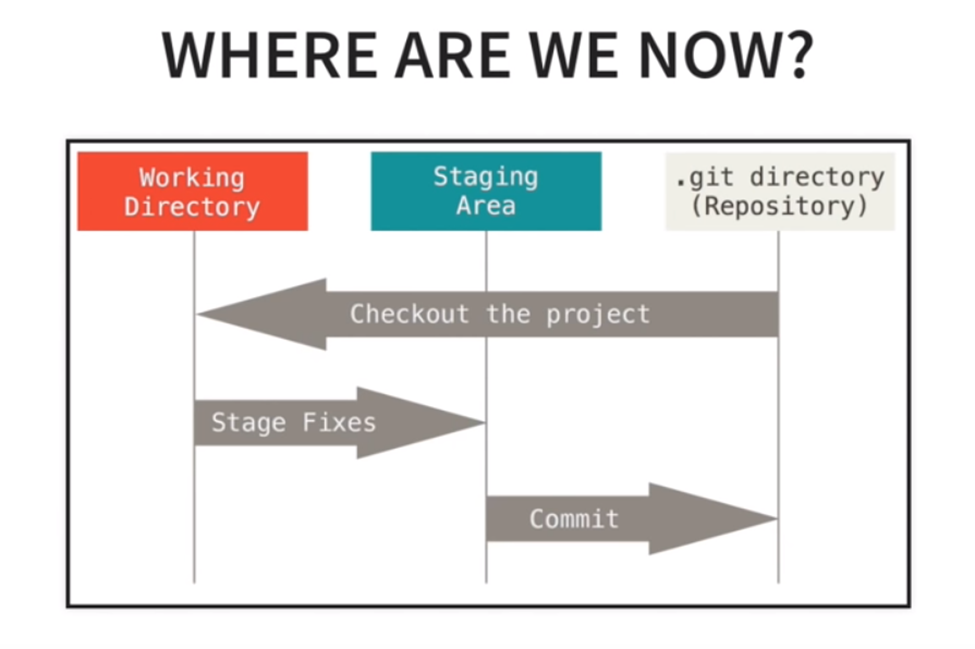 WHERE ARE WE NOW?
Working
Directory
Staging
Area
.git directory
(Repository)
Checkout the project
Stage Fixes
Commit